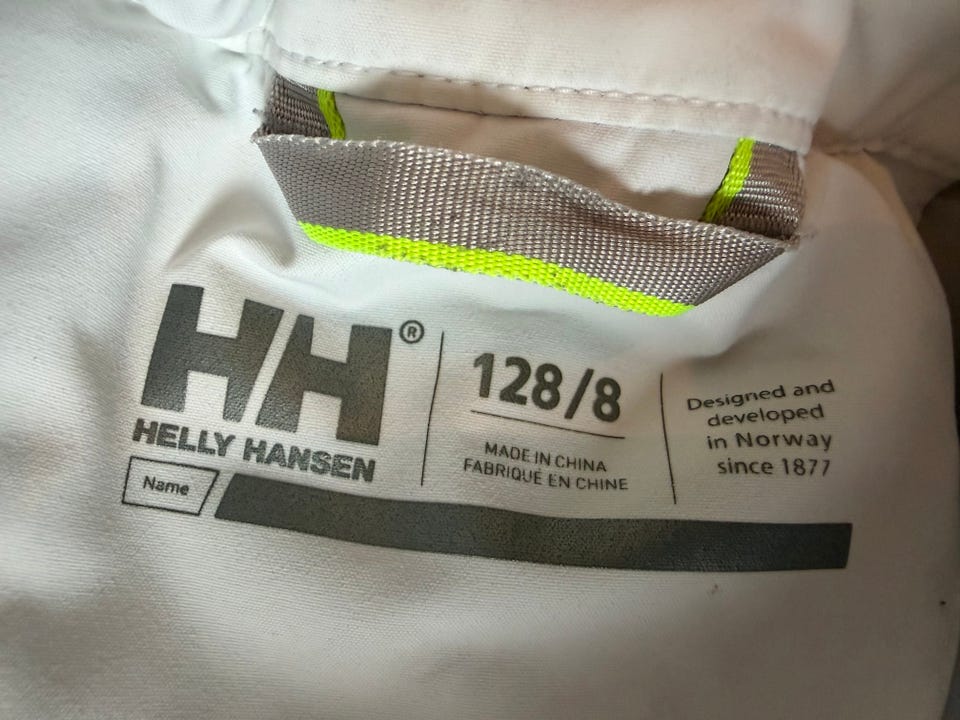 HH®
HELLY HANSEN
Name
128/8
MADE IN CHINA
FABRIQUÉ EN CHINE
Designed and
developed
in Norway
since 1877